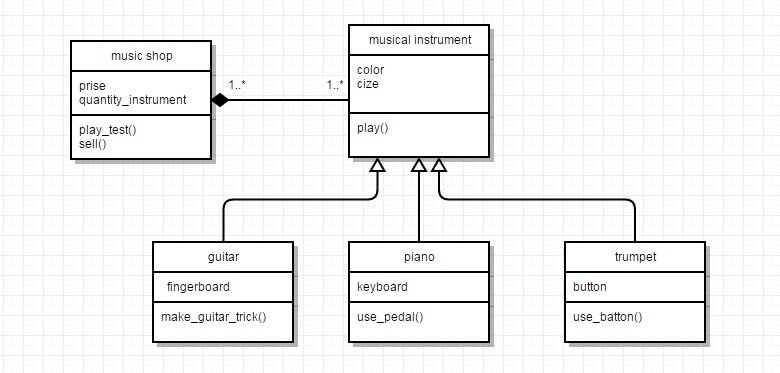 music shop
prise
quantity_instrument
play_test()
sell()
1..*
1..*
musical instrument
color
cize
play()
guitar
fingerboard
make_guitar_trick()
piano
keyboard
use_pedal()
trumpet
button
use_batton()